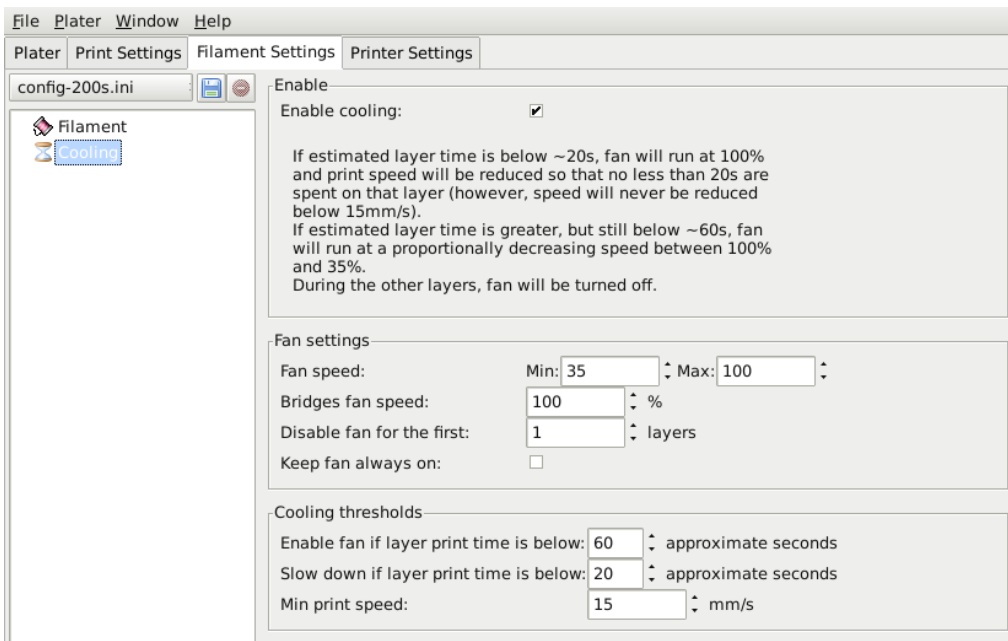 File Plater Window Help
Plater Print Settings Filament Settings Printer Settings
config-200s.ini
Filament
Cooling
Enable
Enable cooling:
If estimated layer time is below ~20s, fan will run at 100%
and print speed will be reduced so that no less than 20s are
spent on that layer (however, speed will never be reduced
below 15mm/s).
If estimated layer time is greater, but still below ~60s, fan
will run at a proportionally decreasing speed between 100%
and 35%.
During the other layers, fan will be turned off.
Fan settings
Fan speed: Min: 35 Max: 100
Bridges fan speed: 100 %
Disable fan for the first: 1 layers
Keep fan always on:
Cooling thresholds
Enable fan if layer print time is below: 60 approximate seconds
Slow down if layer print time is below: 20 approximate seconds
Min print speed: 15 mm/s